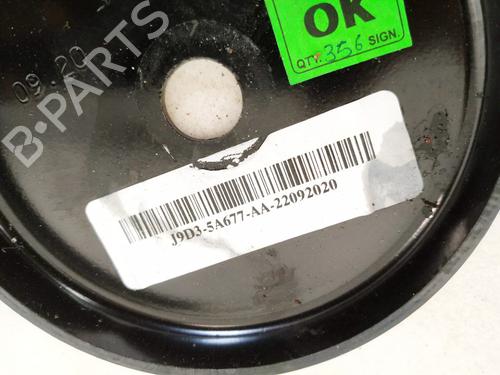 OK
QTY. 356 SIGN.
09.20
B-PARTS
J9D3-5A677-AA-22092020